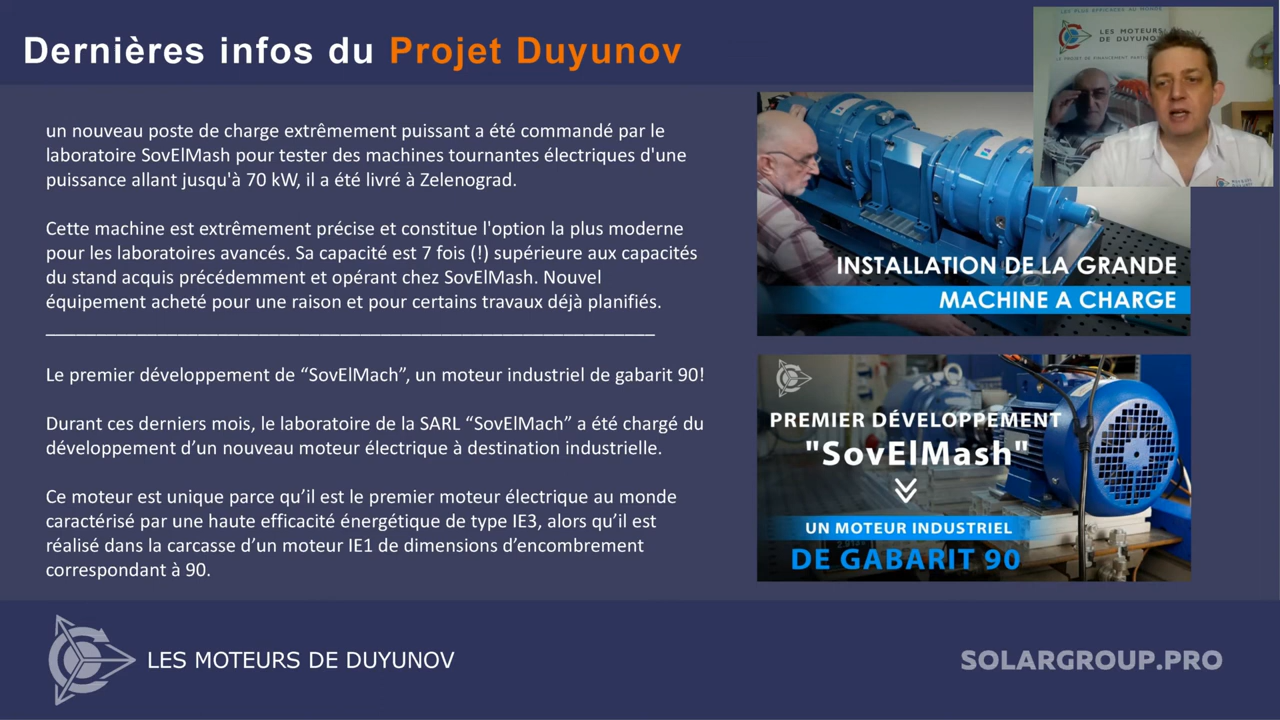 Dernières infos du Projet Duyunov
un nouveau poste de charge extrêmement puissant a été commandé par le
laboratoire SovElMash pour tester des machines tournantes électriques d'une
puissance allant jusqu'à 70 kW, il a été livré à Zelenograd.
Cette machine est extrêmement précise et constitue l'option la plus moderne
pour les laboratoires avancés. Sa capacité est 7 fois (!) supérieure aux capacités
du stand acquis précédemment et opérant chez SovElMash. Nouvel
équipement acheté pour une raison et pour certains travaux déjà planifiés.
Le premier développement de “SovElMach”, un moteur industriel de gabarit 90!
Durant ces derniers mois, le laboratoire de la SARL “SovElMach” a été chargé du
développement d’un nouveau moteur électrique à destination industrielle.
Ce moteur est unique parce qu’il est le premier moteur électrique au monde
caractérisé par une haute efficacité énergétique de type IE3, alors qu’il est
réalisé dans la carcasse d’un moteur IE1 de dimensions d’encombrement
correspondant à 90.
LES PLUS EFFICACES AU MONDE
LES MOTEURS
DE DUYUNOV
INSTALLATION DE LA GRANDE
MACHINE A CHARGE
PREMIER DÉVELOPPEMENT
"SovElMash"
UN MOTEUR INDUSTRIEL
DE GABARIT 90
LES MOTEURS DE DUYUNOV
SOLARGROUP.PRO